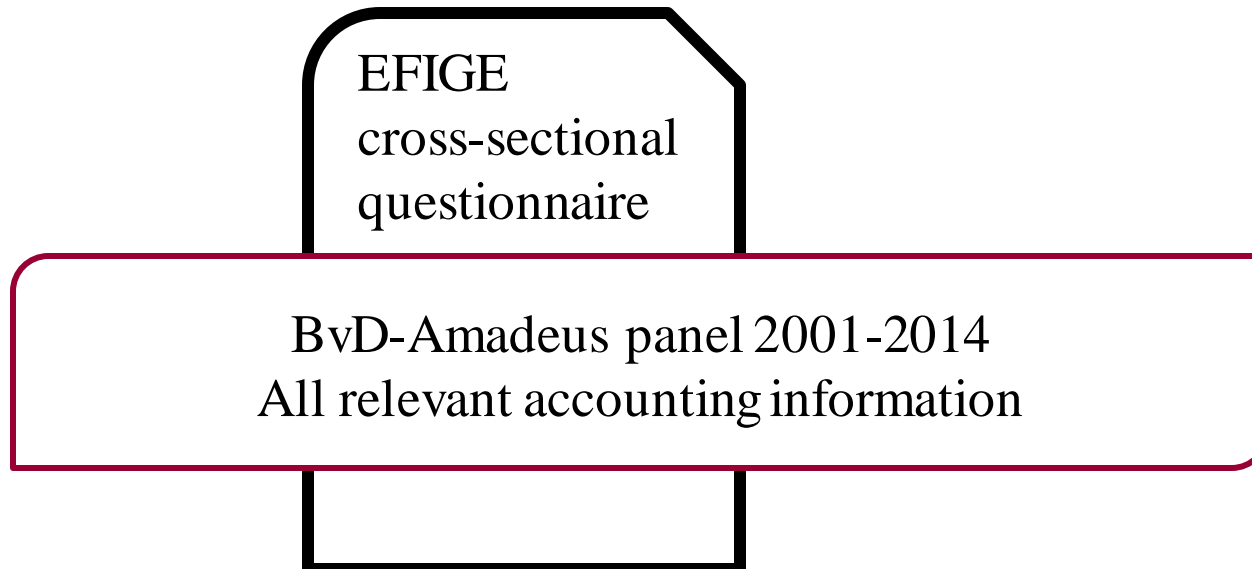 EFIGE
cross-sectional
questionnaire
BvD-Amadeus panel 2001-2014
All relevant accounting information